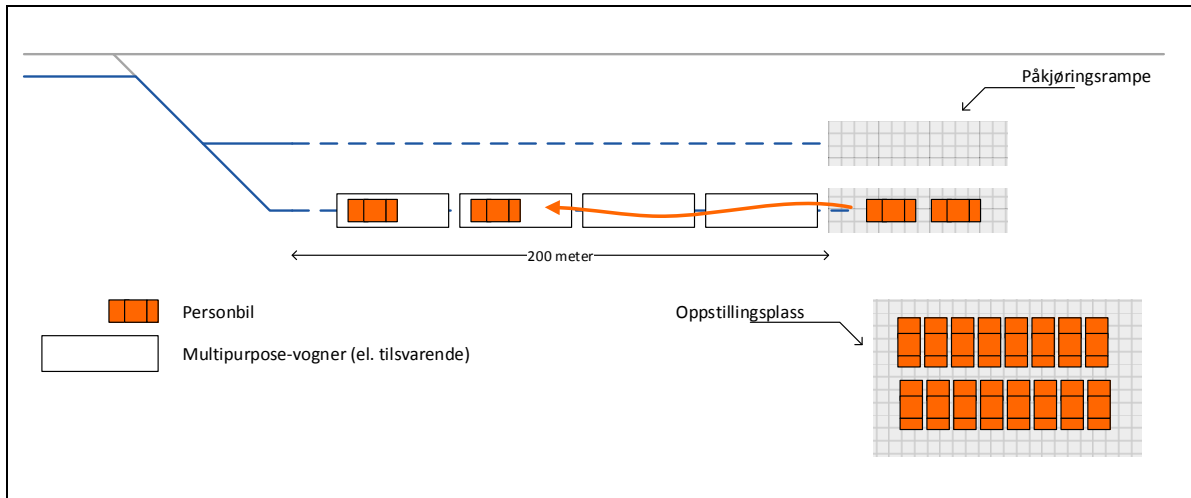 Påkjøringsrampe
200 meter
Personbil
Oppstillingsplass
Multipurpose-vogner (el. tilsvarende)